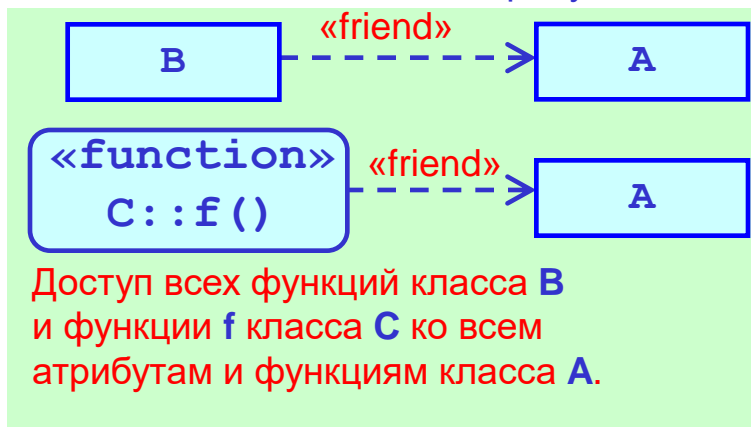 «friend»
B
A
«function»
C::f()
«friend»
A
Доступ всех функций класса B
и функции f класса C ко всем
атрибутам и функциям класса A.